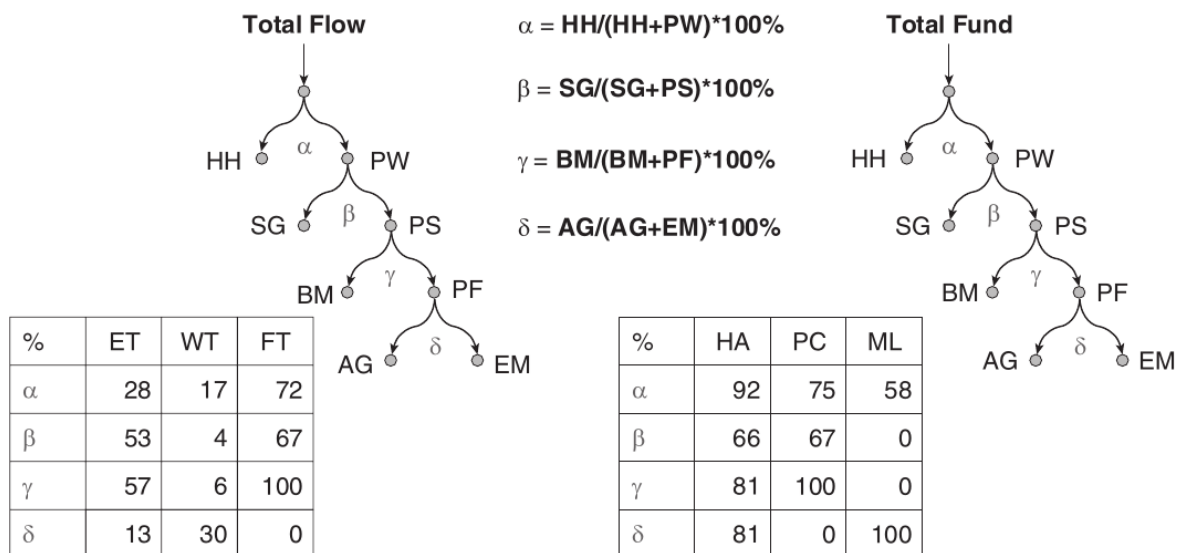 Total Flow
α = HH/(HH+PW)*100%
Total Fund
β = SG/(SG+PS)*100%
HH α PW
γ = BM/(BM+PF)*100%
HH α PW
SG β PS
δ = AG/(AG+EM)*100%
SG β PS
BM γ PF
BM γ PF
AG δ EM
AG δ EM
% ET WT FT
α 28 17 72
β 53 4 67
γ 57 6 100
δ 13 30 0
% HA PC ML
α 92 75 58
β 66 67 0
γ 81 100 0
δ 81 0 100